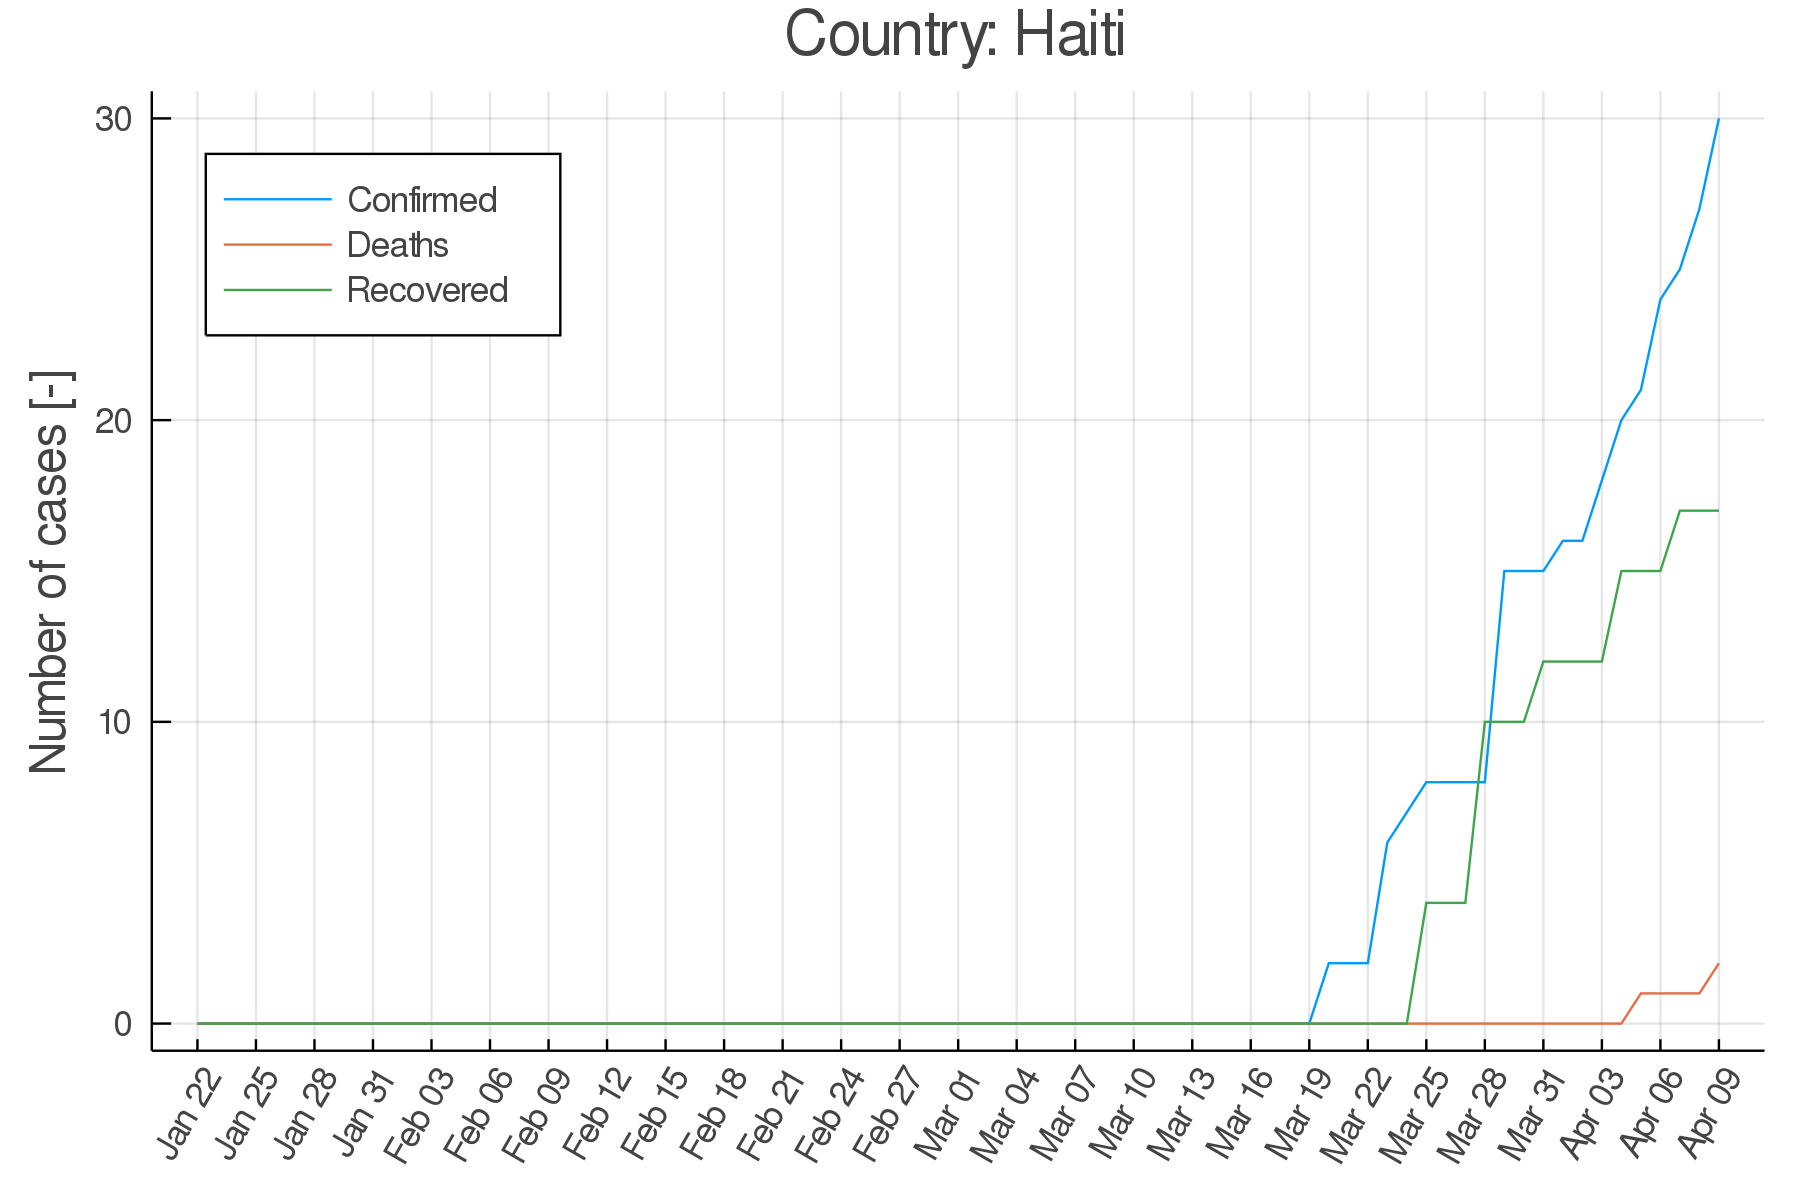 Country: Haiti
Number of cases [-]
30
20
10
0
Confirmed
Deaths
Recovered
Jan 22
Jan 25
Jan 28
Jan 31
Feb 03
Feb 06
Feb 09
Feb 12
Feb 15
Feb 18
Feb 21
Feb 24
Feb 27
Mar 01
Mar 04
Mar 07
Mar 10
Mar 13
Mar 16
Mar 19
Mar 22
Mar 25
Mar 28
Mar 31
Apr 03
Apr 06
Apr 09